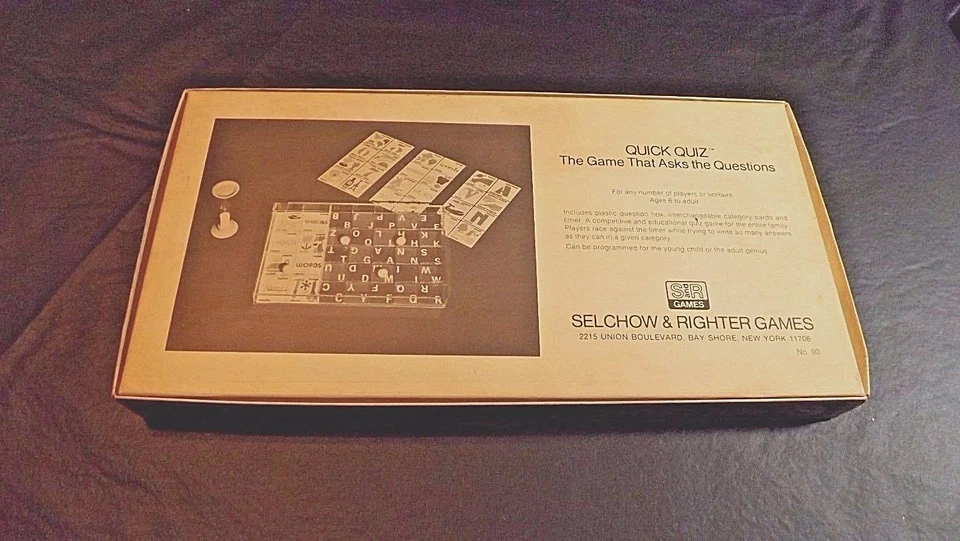 QUICK QUIZ™
The Game That Asks the Questions
For any number of players or solitaire
Ages 6 to adult
Includes plastic question box, interchangeable category cards and
timer. A competitive and educational quiz game for the entire family.
Players race against the timer while trying to write as many answers
as they can in a given category.
Can be programmed for the young child or the adult genius.
S&R
GAMES
SELCHOW & RIGHTER GAMES
2215 UNION BOULEVARD, BAY SHORE, NEW YORK 11706
No. 90